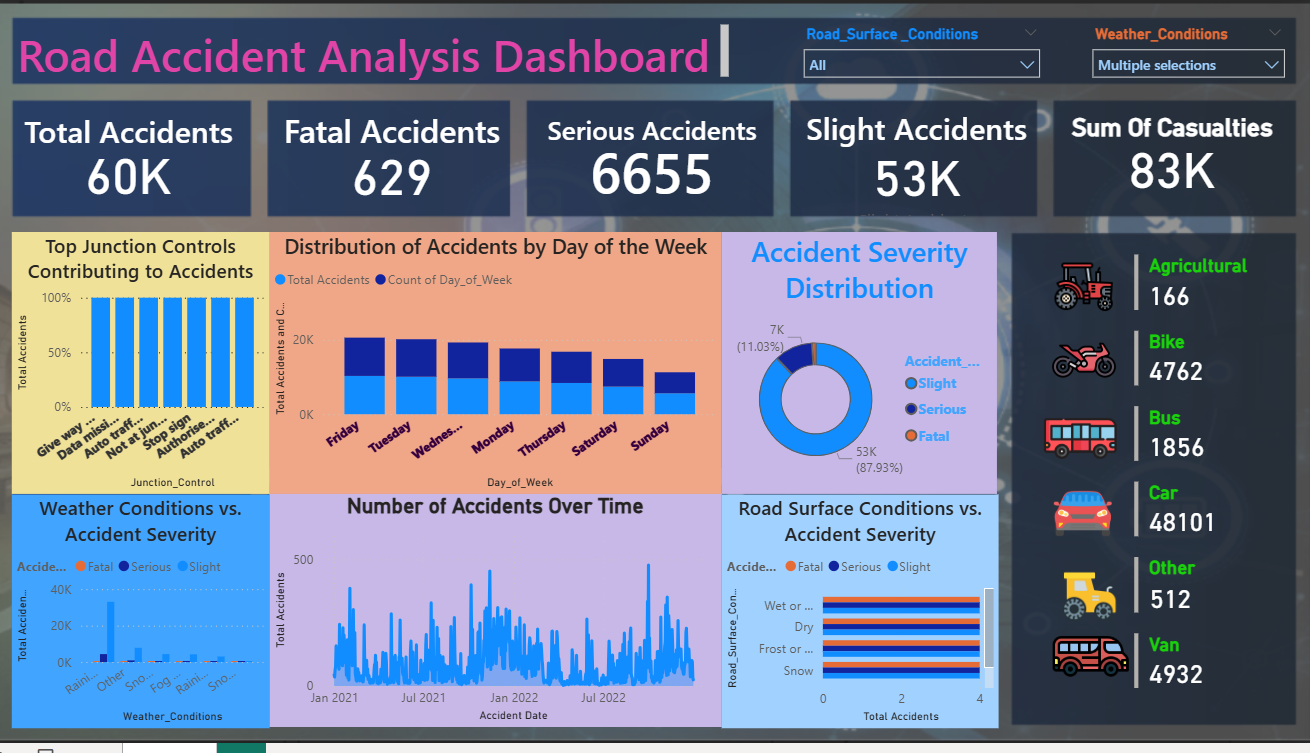 Road Accident Analysis Dashboard
Road_Surface _Conditions
All
Weather_Conditions
Multiple selections
Total Accidents
60K
Fatal Accidents
629
Serious Accidents
6655
Slight Accidents
53K
Sum Of Casualties
83K
Top Junction Controls
Contributing to Accidents
Total Accidents
100%
50%
0%
Give way ...
Data missi...
Auto traff...
Not at jun...
Stop sign
Authorise...
Auto traff...
Junction_Control
Distribution of Accidents by Day of the Week
Total Accidents Count of Day_of_Week
Total Accidents and C...
20K
0K
Friday
Tuesday
Wednes...
Monday
Thursday
Saturday
Sunday
Day_of_Week
Accident Severity
Distribution
7K
(11.03%)
53K
(87.93%)
Accident_...
Slight
Serious
Fatal
Agricultural
166
Bike
4762
Bus
1856
Car
48101
Other
512
Van
4932
Weather Conditions vs.
Accident Severity
Accide... Fatal Serious Slight
Total Acciden...
40K
20K
0K
Raini...
Other
Sno...
Fog ...
Raini...
Sno...
Weather_Conditions
Number of Accidents Over Time
Total Accidents
500
0
Jan 2021
Jul 2021
Jan 2022
Jul 2022
Accident Date
Road Surface Conditions vs.
Accident Severity
Accide... Fatal Serious Slight
Road_Surface_Con...
Wet or ...
Dry
Frost or ...
Snow
0 2 4
Total Accidents